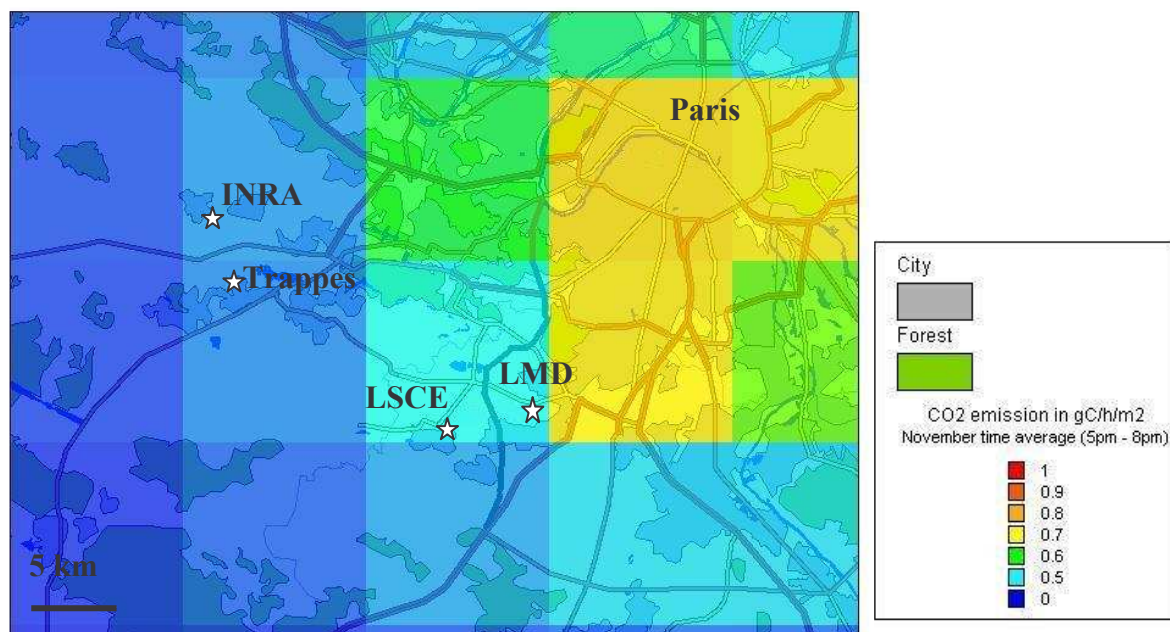 Paris
INRA
Trappes
LMD
LSCE
5 km
City
Forest
CO2 emission in gC/h/m2
November time average (5pm - 8pm)
1
0.9
0.8
0.7
0.6
0.5
0